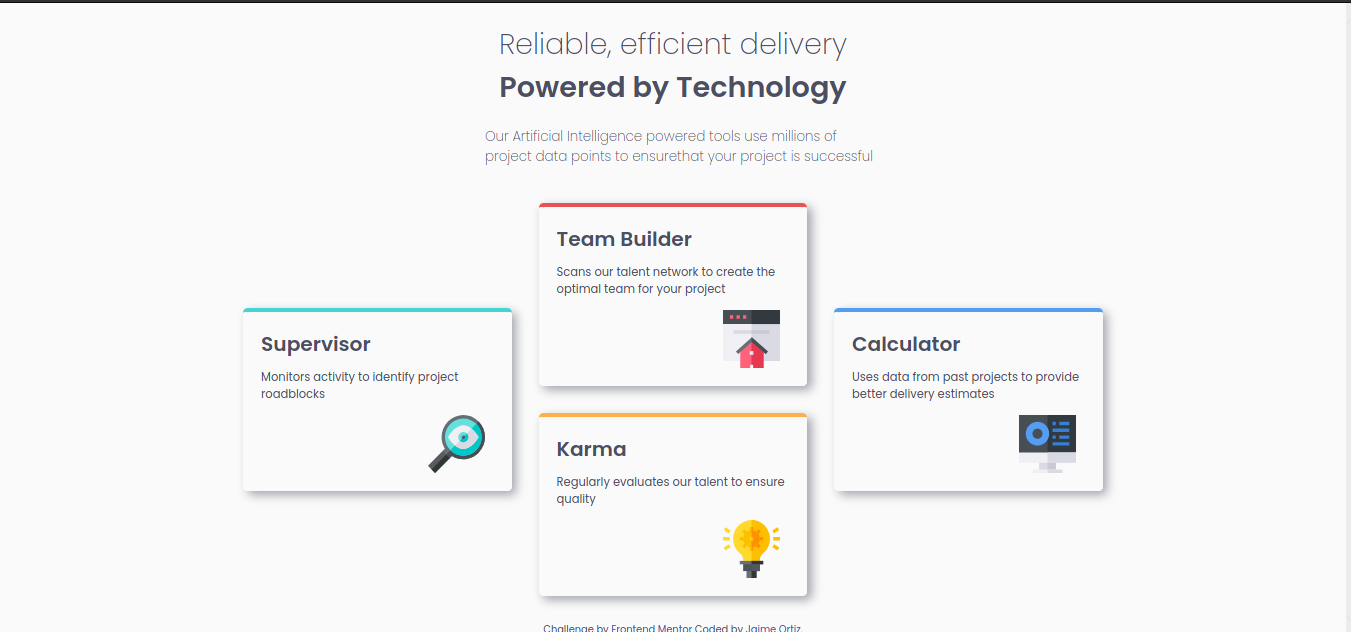 Reliable, efficient delivery
Powered by Technology
Our Artificial Intelligence powered tools use millions of
project data points to ensurethat your project is successful
Team Builder
Scans our talent network to create the
optimal team for your project
Supervisor
Monitors activity to identify project
roadblocks
Calculator
Uses data from past projects to provide
better delivery estimates
Karma
Regularly evaluates our talent to ensure
quality
Challenge by Frontend Mentor Coded by Jaime Ortiz.